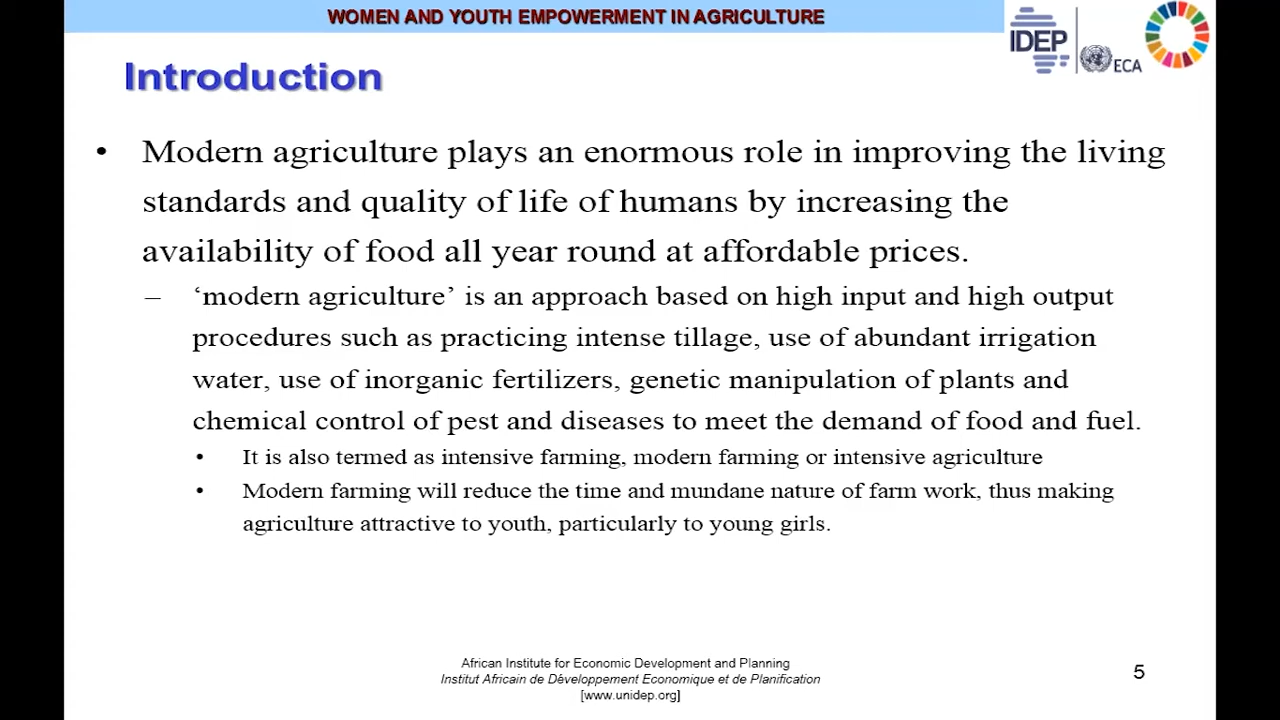 WOMEN AND YOUTH EMPOWERMENT IN AGRICULTURE
IDEP
ECA
Introduction
• Modern agriculture plays an enormous role in improving the living
standards and quality of life of humans by increasing the
availability of food all year round at affordable prices.
– ‘modern agriculture’ is an approach based on high input and high output
procedures such as practicing intense tillage, use of abundant irrigation
water, use of inorganic fertilizers, genetic manipulation of plants and
chemical control of pest and diseases to meet the demand of food and fuel.
• It is also termed as intensive farming, modern farming or intensive agriculture
• Modern farming will reduce the time and mundane nature of farm work, thus making
agriculture attractive to youth, particularly to young girls.
African Institute for Economic Development and Planning
Institut Africain de Développement Economique et de Planification
[www.unidep.org]
5